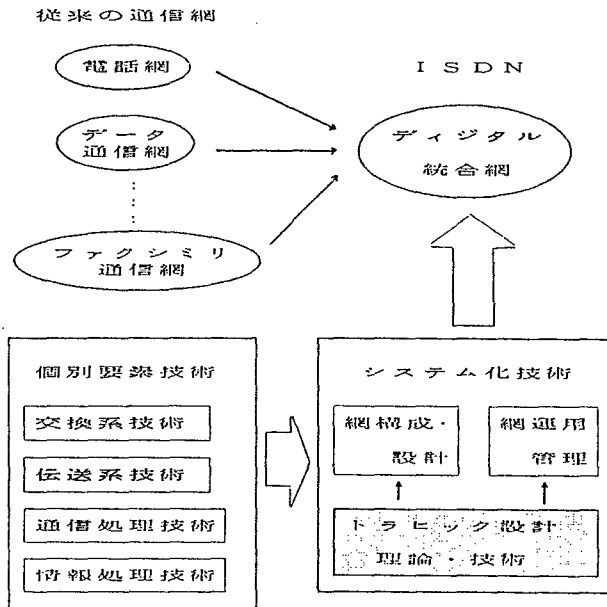 従来の通信網
電話網
データ
通信網
ファクシミリ
通信網
ISDN
ディジタル
統合網
個別要素技術
交換系技術
伝送系技術
通信処理技術
情報処理技術
システム化技術
網構成・
設計
網運用
管理
トラヒック設計
理論・技術